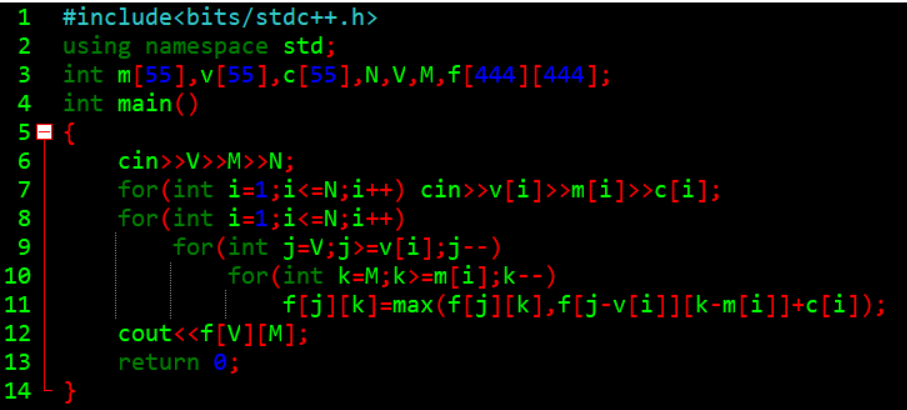 1 #include<bits/stdc++.h>
2 using namespace std;
3 int m[55],v[55],c[55],N,V,M,f[444][444];
4 int main()
5 {
6 cin>>V>>M>>N;
7 for(int i=1;i<=N;i++) cin>>v[i]>>m[i]>>c[i];
8 for(int i=1;i<=N;i++)
9 for(int j=V;j>=v[i];j--)
10 for(int k=M;k>=m[i];k--)
11 f[j][k]=max(f[j][k],f[j-v[i]][k-m[i]]+c[i]);
12 cout<<f[V][M];
13 return 0;
14 }